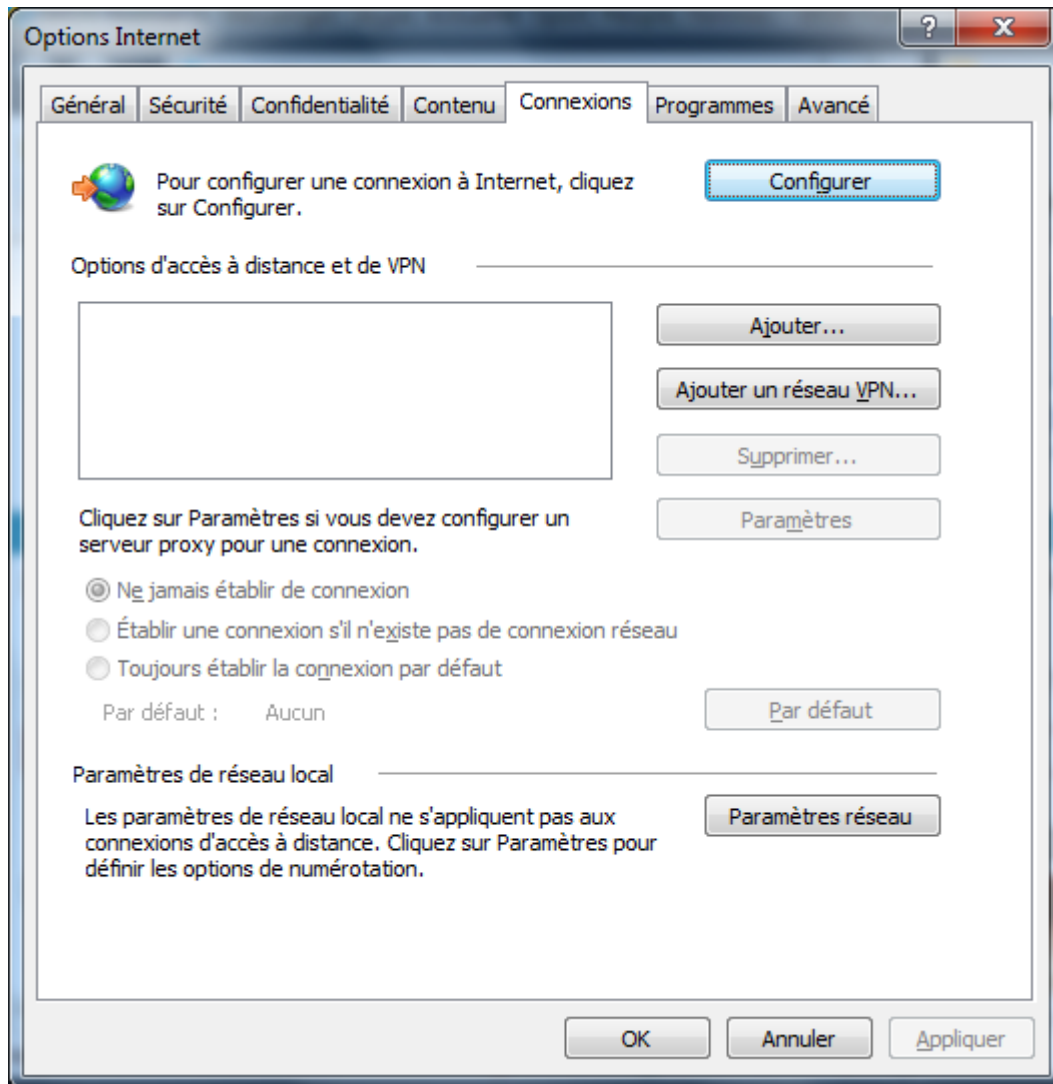 Options Internet
?
Général Sécurité Confidentialité Contenu Connexions Programmes Avancé
Pour configurer une connexion à Internet, cliquez
sur Configurer.
Configurer
Options d'accès à distance et de VPN
Ajouter...
Ajouter un réseau VPN...
Supprimer...
Cliquez sur Paramètres si vous devez configurer un
serveur proxy pour une connexion.
Paramètres
Ne jamais établir de connexion
Établir une connexion s'il n'existe pas de connexion réseau
Toujours établir la connexion par défaut
Par défaut : Aucun
Par défaut
Paramètres de réseau local
Les paramètres de réseau local ne s'appliquent pas aux
connexions d'accès à distance. Cliquez sur Paramètres pour
définir les options de numérotation.
Paramètres réseau
OK Annuler Appliquer